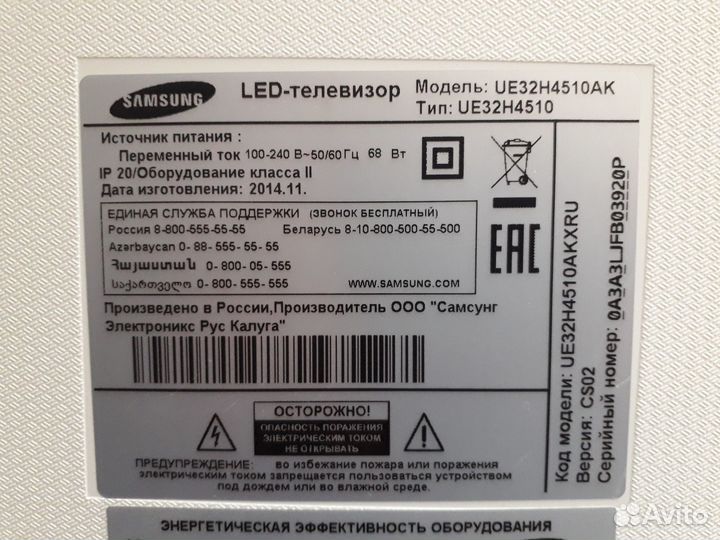 SAMSUNG
LED-телевизор
Модель: UE32H4510AK
Тип: UE32H4510
Источник питания :
Переменный ток 100-240 В~50/60 Гц 68 Вт
IP 20/Оборудование класса II
Дата изготовления: 2014.11.
ЕДИНАЯ СЛУЖБА ПОДДЕРЖКИ (ЗВОНОК БЕСПЛАТНЫЙ)
Россия 8-800-555-55-55 Беларусь 8-10-800-500-55-500
Azərbaycan 0- 88- 555- 55- 55
Հայաստան 0- 800- 05- 555
საქართველო 0- 800- 555- 555
WWW.SAMSUNG.COM
Произведено в России,Производитель ООО "Самсунг
Электроникс Рус Калуга"
ОСТОРОЖНО!
ОПАСНОСТЬ ПОРАЖЕНИЯ
ЭЛЕКТРИЧЕСКИМ ТОКОМ
НЕ ОТКРЫВАТЬ
ПРЕДУПРЕЖДЕНИЕ: во избежание пожара или поражения
электрическим током запрещается пользоваться устройством
под дождем или во влажной среде.
EAC
Код модели: UE32H4510AKXRU
Версия: CS02
Серийный номер: 0A3A3LJFB03920P
ЭНЕРГЕТИЧЕСКАЯ ЭФФЕКТИВНОСТЬ ОБОРУДОВАНИЯ
Avito